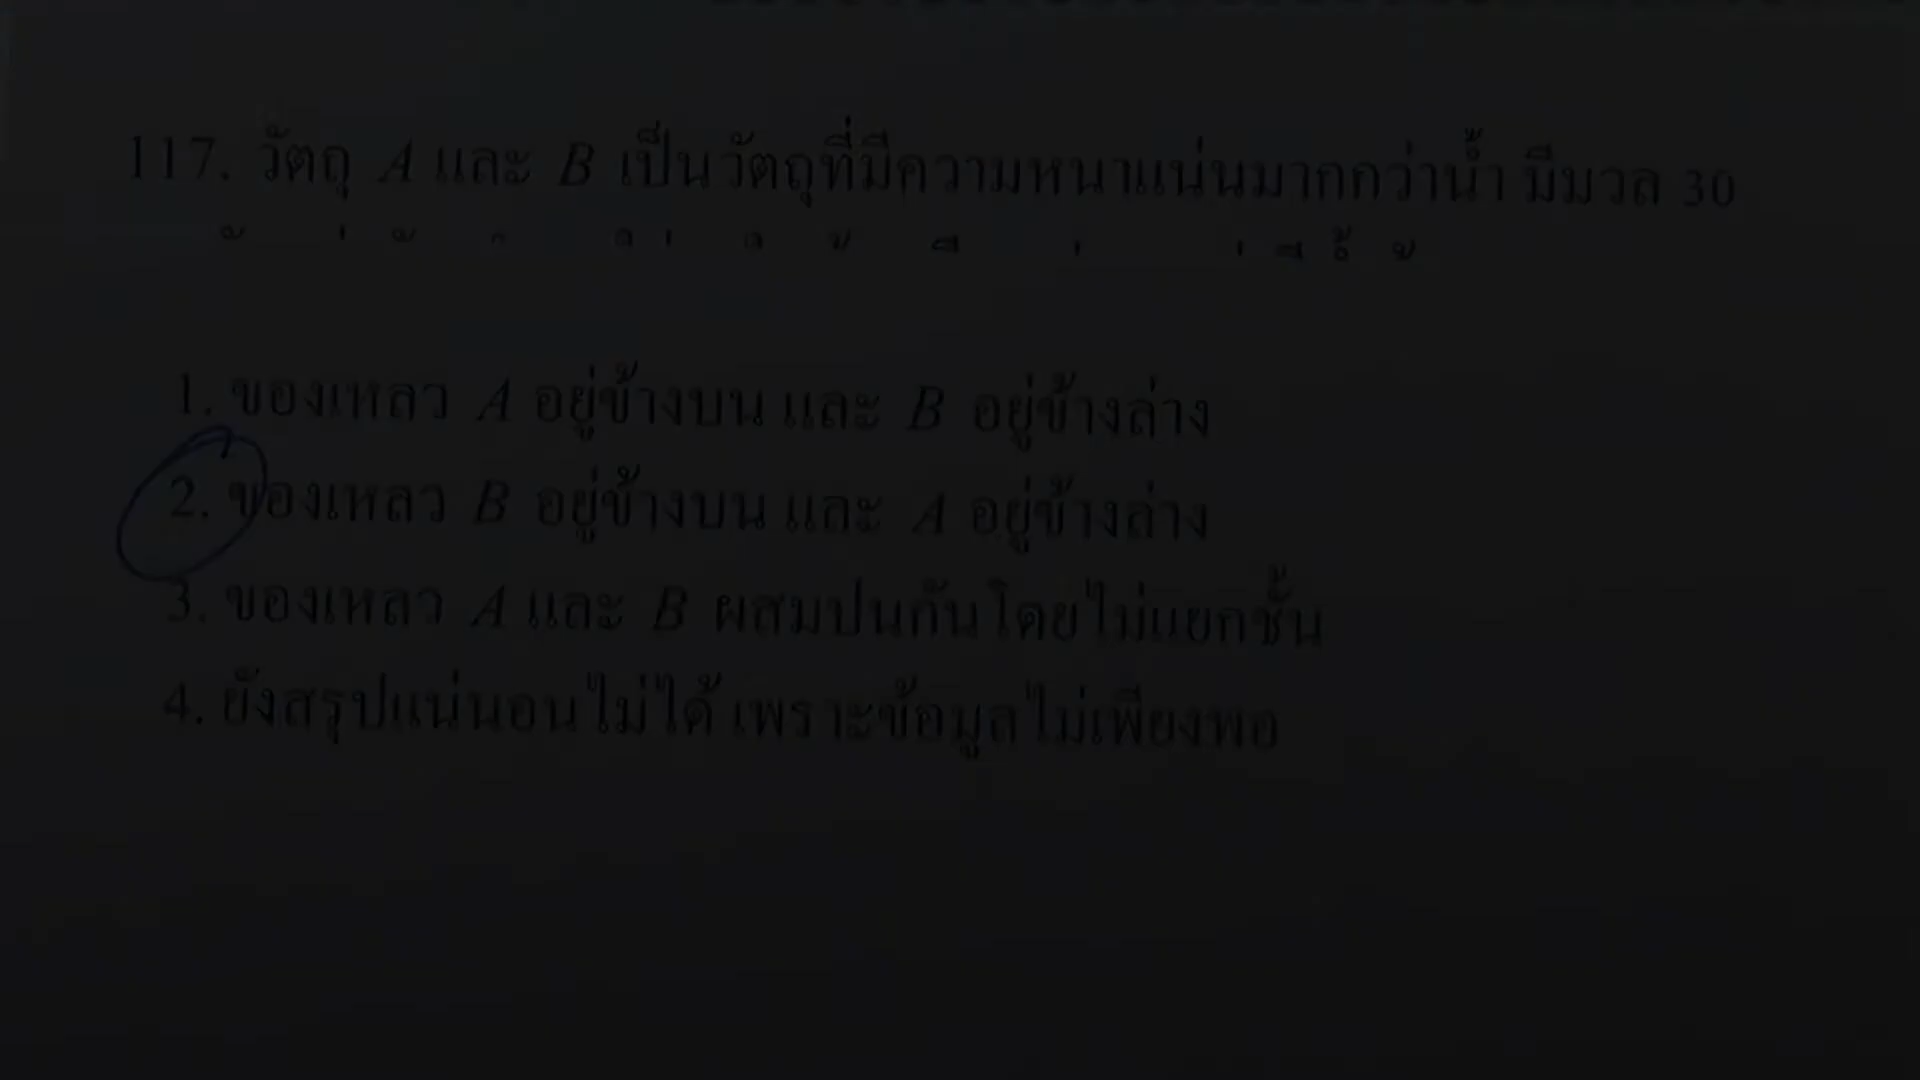 117. วัตถุ A และ B เป็นวัตถุที่มีความหนาแน่นมากกว่าน้ำ มีมวล 30
1. ของเหลว A อยู่ข้างบน และ B อยู่ข้างล่าง
2. ของเหลว B อยู่ข้างบน และ A อยู่ข้างล่าง
3. ของเหลว A และ B ผสมปนกันโดยไม่แยกชั้น
4. ยังสรุปแน่นอนไม่ได้ เพราะข้อมูลไม่เพียงพอ